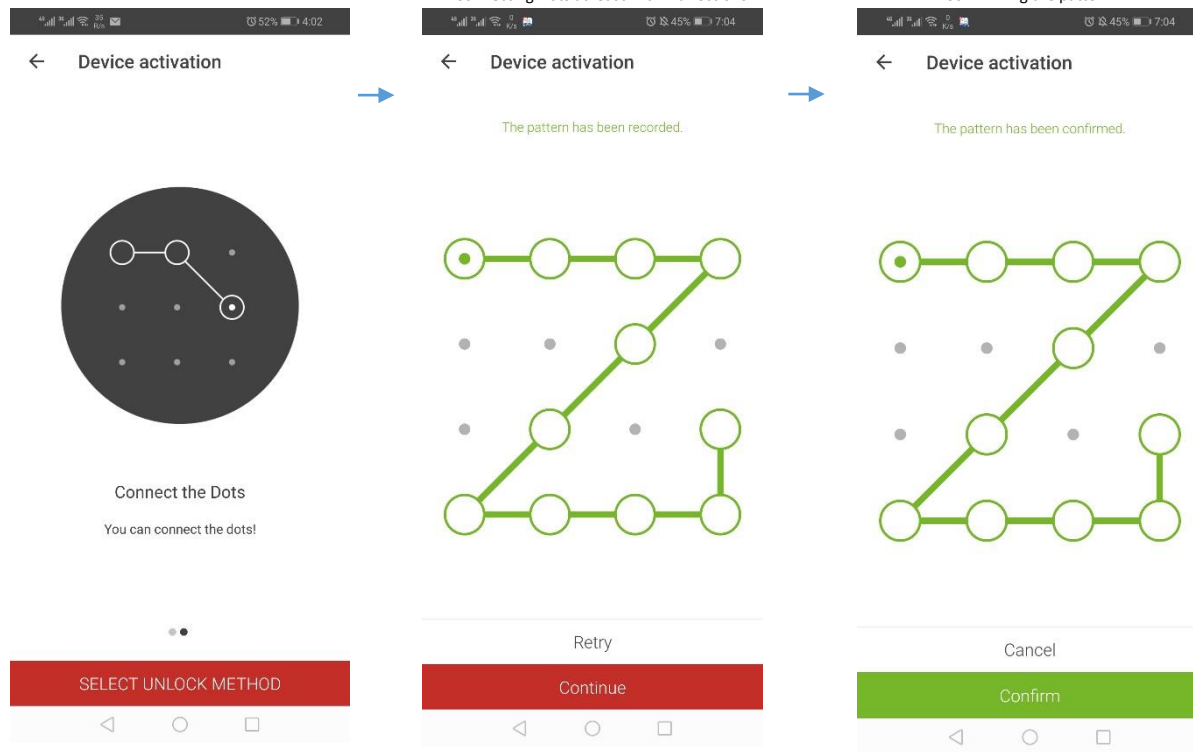 52% 4:02
Device activation
Connect the Dots
You can connect the dots!
SELECT UNLOCK METHOD
45% 7:04
Device activation
The pattern has been recorded.
Retry
Continue
45% 7:04
Device activation
The pattern has been confirmed.
Cancel
Confirm